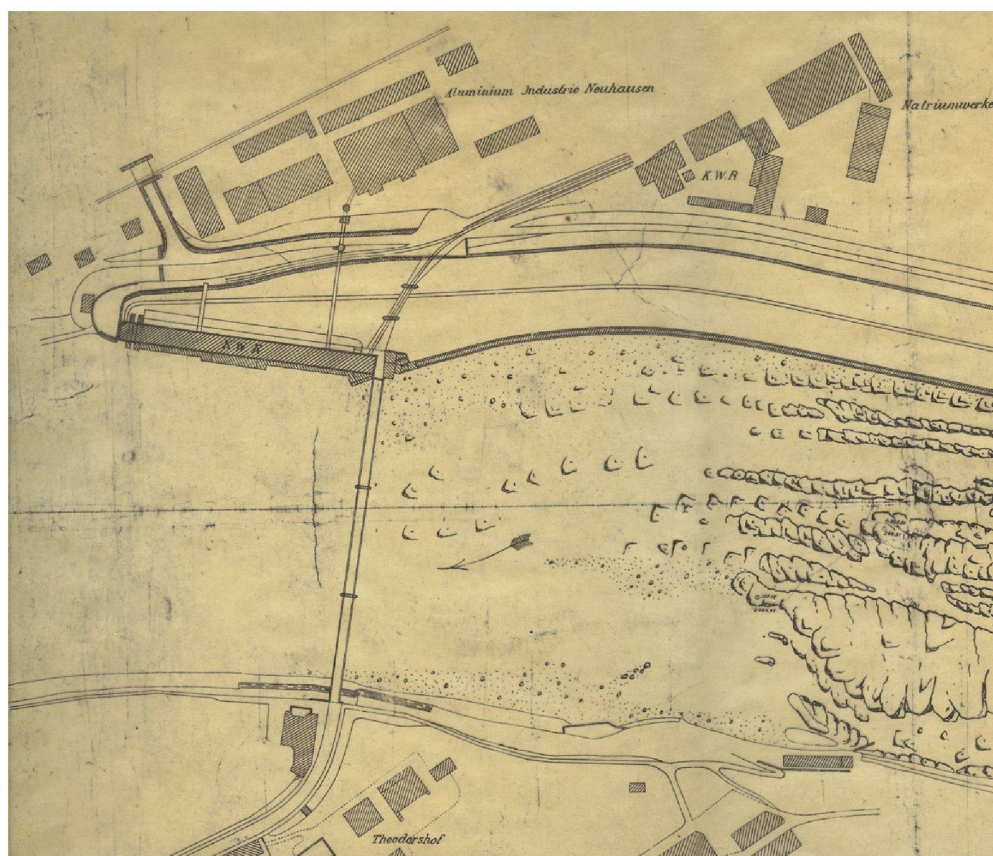 Aluminium Industrie Neuhausen
Natriumwerke
K.W.R
K.W.R
Theodorshof